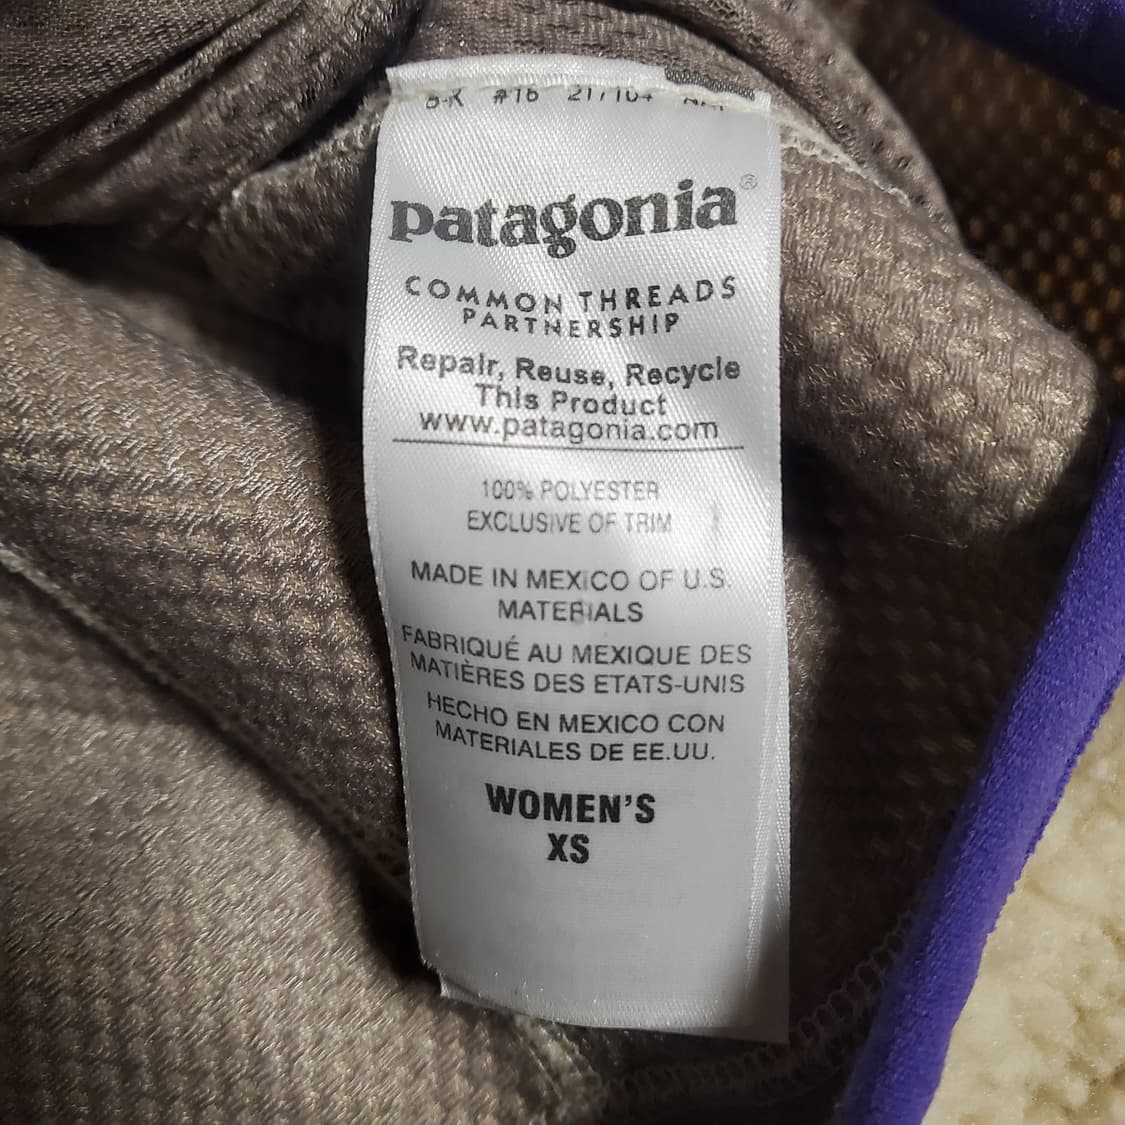 #16
patagonia®
COMMON THREADS
PARTNERSHIP
Repair, Reuse, Recycle
This Product
www.patagonia.com
100% POLYESTER
EXCLUSIVE OF TRIM
MADE IN MEXICO OF U.S.
MATERIALS
FABRIQUÉ AU MEXIQUE DES
MATIÈRES DES ETATS-UNIS
HECHO EN MEXICO CON
MATERIALES DE EE.UU.
WOMEN'S
XS